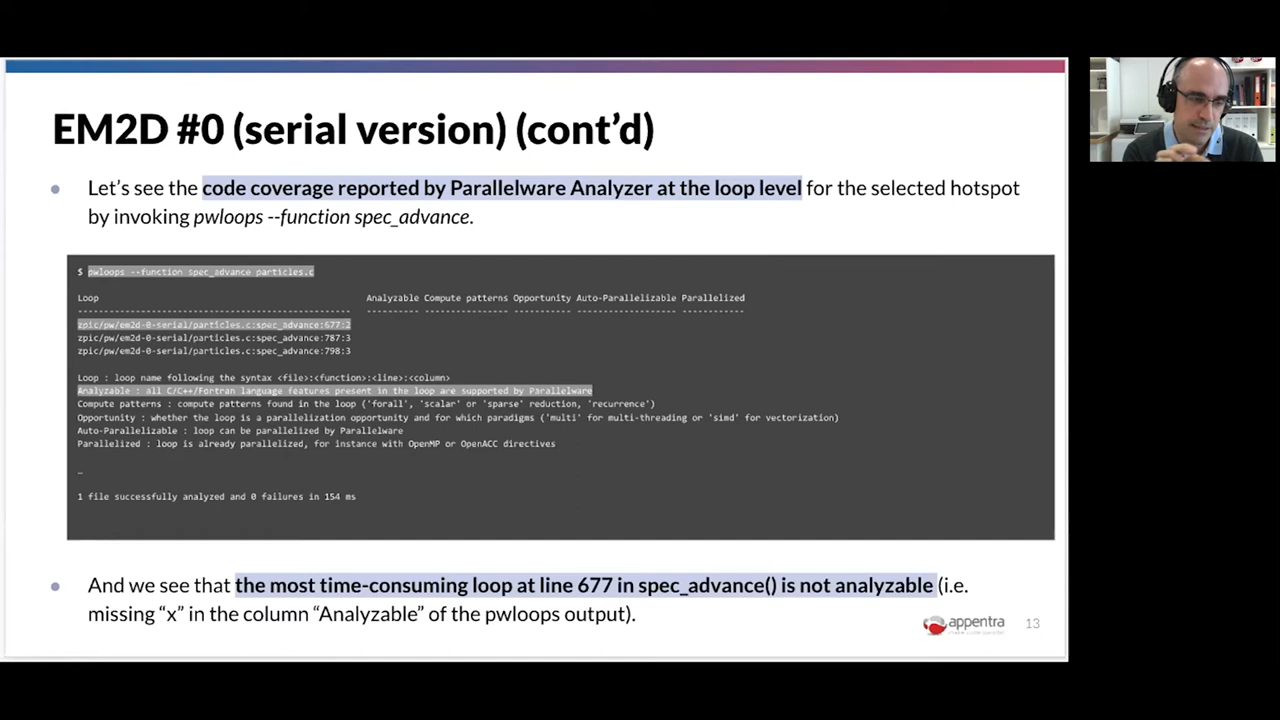 EM2D #0 (serial version) (cont’d)
Let’s see the code coverage reported by Parallelware Analyzer at the loop level for the selected hotspot
by invoking pwloops --function spec_advance.
$ pwloops --function spec_advance particles.c
Loop Analyzable Compute patterns Opportunity Auto-Parallelizable Parallelized
---------------------------------------------------- ---------- ---------------- ----------- ------------------- ------------
zpic/pw/em2d-0-serial/particles.c:spec_advance:677:2
zpic/pw/em2d-0-serial/particles.c:spec_advance:787:3
zpic/pw/em2d-0-serial/particles.c:spec_advance:798:3
Loop : loop name following the syntax <file>:<function>:<line>:<column>
Analyzable : all C/C++/Fortran language features present in the loop are supported by Parallelware
Compute patterns : compute patterns found in the loop ('forall', 'scalar' or 'sparse' reduction, 'recurrence')
Opportunity : whether the loop is a parallelization opportunity and for which paradigms ('multi' for multi-threading or 'simd' for vectorization)
Auto-Parallelizable : loop can be parallelized by Parallelware
Parallelized : loop is already parallelized, for instance with OpenMP or OpenACC directives
…
1 file successfully analyzed and 0 failures in 154 ms
And we see that the most time-consuming loop at line 677 in spec_advance() is not analyzable (i.e.
missing “x” in the column “Analyzable” of the pwloops output).
appentra
13